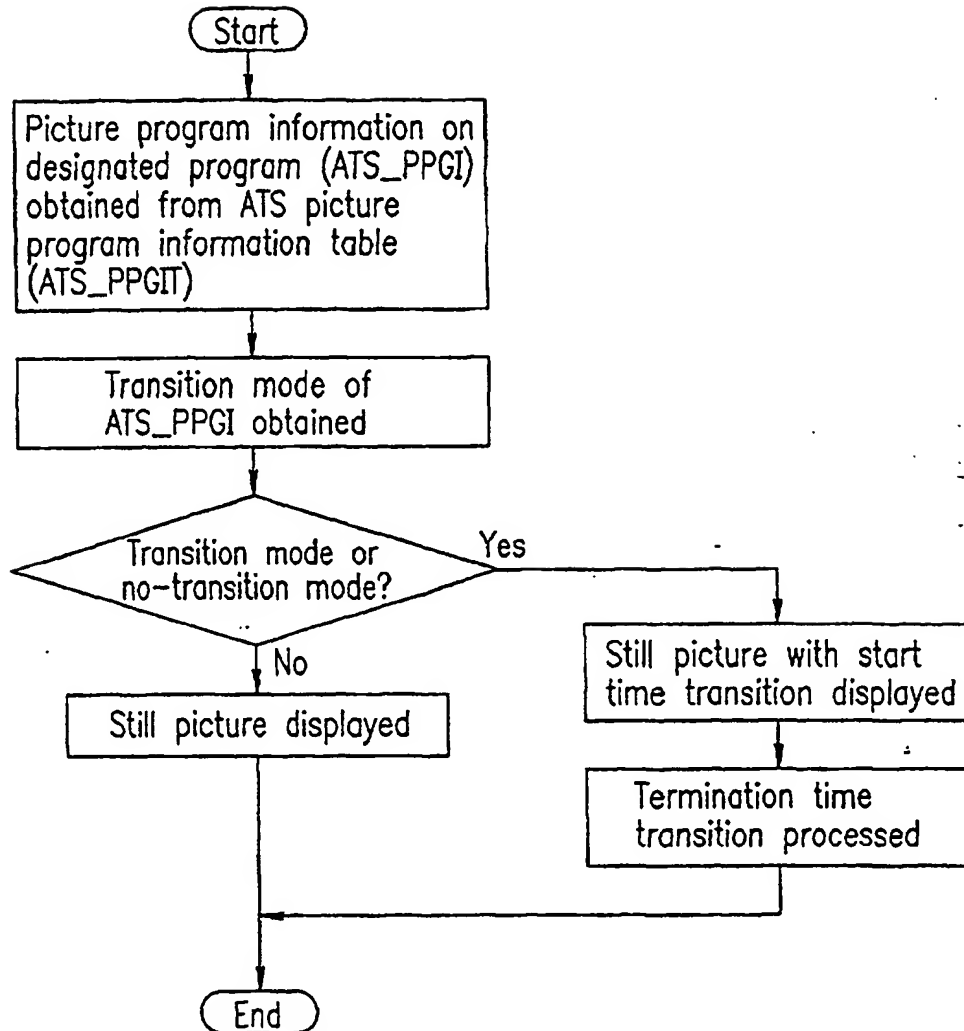 Start
Picture program information on
designated program (ATS_PPGI)
obtained from ATS picture
program information table
(ATS_PPGIT)
Transition mode of
ATS_PPGI obtained
Transition mode or
no-transition mode?
Yes
No
Still picture displayed
Still picture with start
time transition displayed
Termination time
transition processed
End